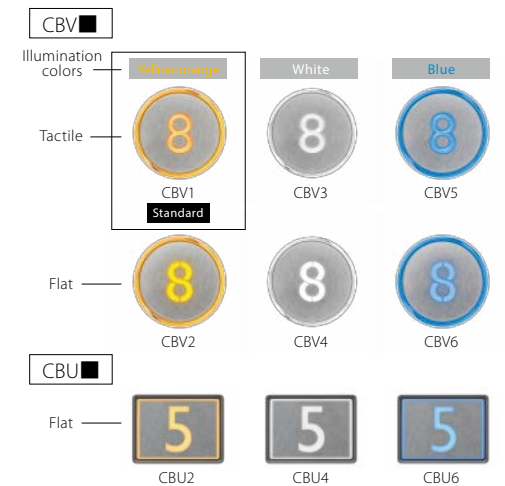 CBV■
Illumination
colors
Yellow orange
White
Blue
Tactile
8
8
8
CBV1
CBV3
CBV5
Standard
Flat
8
8
8
CBV2
CBV4
CBV6
CBU■
Flat
5
5
5
CBU2
CBU4
CBU6